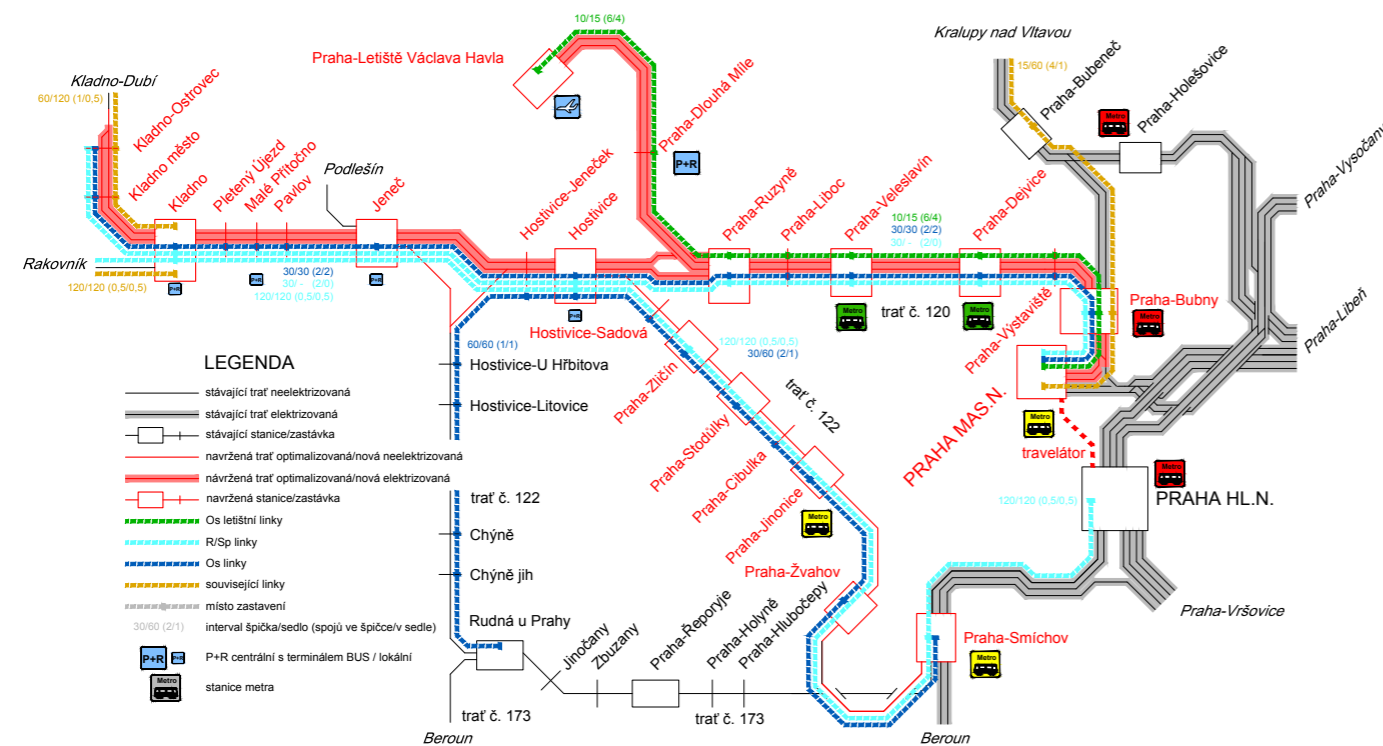 10/15 (6/4)
Kralupy nad Vltavou
Praha-Letiště Václava Havla
15/60 (4/1)
Praha-Bubeneč
Praha-Holešovice
Metro
Kladno-Dubí
60/120 (1/0,5)
Kladno-Ostrovec
Kladno město
Kladno
Pletený Újezd
Malé Přítočno
Pavlov
Podlešín
Jeneč
Hostivice-Jeneček
Hostivice
Praha-Dlouhá Míle
P+R
Praha-Ruzyně
Praha-Liboc
Praha-Veleslavín
Praha-Dejvice
Praha-Vysočany
10/15 (6/4)
30/30 (2/2)
30/ - (2/0)
Rakovník
120/120 (0,5/0,5)
P+R
P+R
P+R
P+R
30/30 (2/2)
30/ - (2/0)
120/120 (0,5/0,5)
Metro
trať č. 120
Metro
Praha-Výstaviště
Praha-Bubny
Metro
Praha-Libeň
Hostivice-Sadová
60/60 (1/1)
120/120 (0,5/0,5)
30/60 (2/1)
Hostivice-U Hřbitova
Hostivice-Litovice
Praha-Zličín
Praha-Stodůlky
Praha-Cibulka
Praha-Jinonice
trať č. 122
Metro
PRAHA MAS.N.
Metro
travelátor
Metro
PRAHA HL.N.
120/120 (0,5/0,5)
LEGENDA
stávající trať neelektrizovaná
stávající trať elektrizovaná
stávající stanice/zastávka
navržená trať optimalizovaná/nová neelektrizovaná
návržená trať optimalizovaná/nová elektrizovaná
navržená stanice/zastávka
Os letištní linky
R/Sp linky
Os linky
související linky
místo zastavení
30/60 (2/1) interval špička/sedlo (spojů ve špičce/v sedle)
P+R P+R P+R centrální s terminálem BUS / lokální
Metro stanice metra
trať č. 122
Chýně
Chýně jih
Rudná u Prahy
Jinočany
Zbuzany
Praha-Řeporyje
Praha-Holyně
Praha-Hlubočepy
Praha-Žvahov
Praha-Smíchov
Metro
Praha-Vršovice
trať č. 173
trať č. 173
Beroun
Beroun